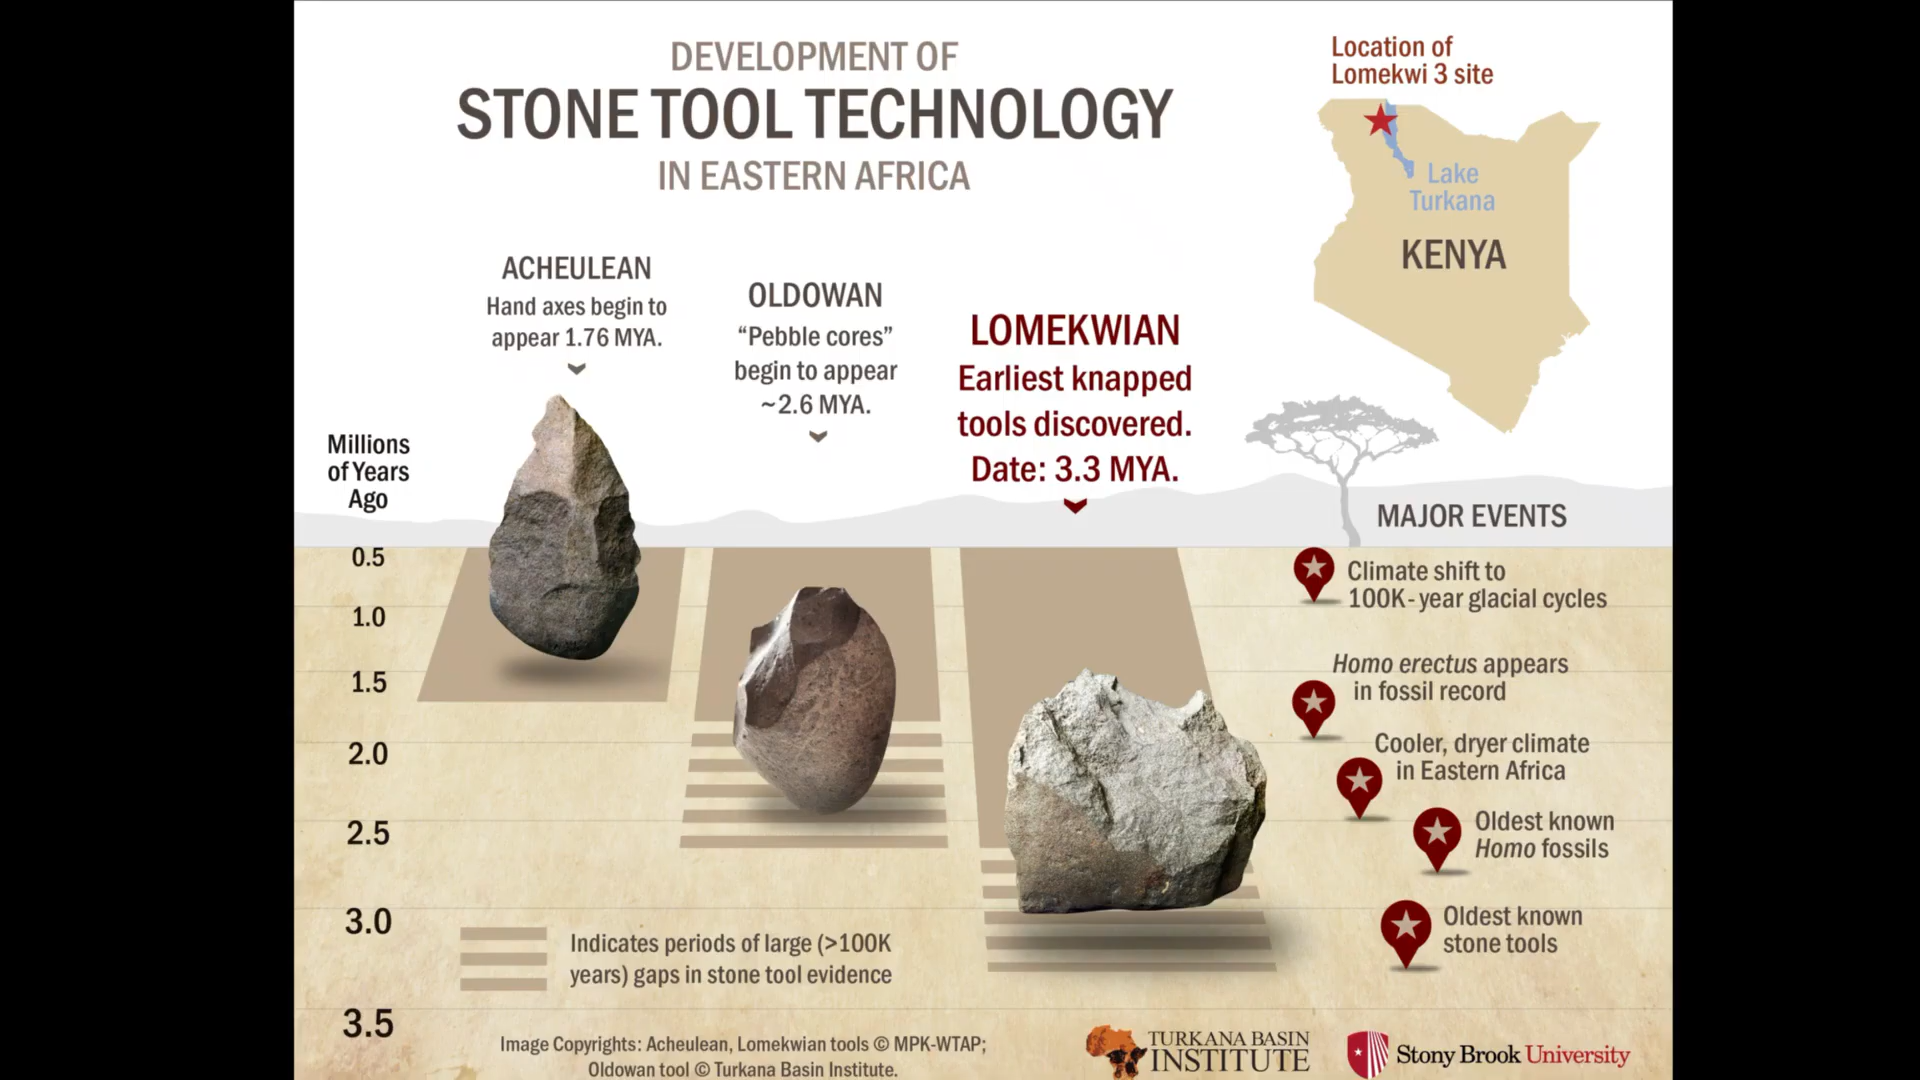 DEVELOPMENT OF
STONE TOOL TECHNOLOGY
IN EASTERN AFRICA
Location of
Lomekwi 3 site
Lake
Turkana
KENYA
ACHEULEAN
Hand axes begin to
appear 1.76 MYA.
OLDOWAN
“Pebble cores”
begin to appear
~2.6 MYA.
LOMEKWIAN
Earliest knapped
tools discovered.
Date: 3.3 MYA.
Millions
of Years
Ago
0.5
1.0
1.5
2.0
2.5
3.0
3.5
MAJOR EVENTS
Climate shift to
100K-year glacial cycles
Homo erectus appears
in fossil record
Cooler, dryer climate
in Eastern Africa
Oldest known
Homo fossils
Oldest known
stone tools
Indicates periods of large (>100K
years) gaps in stone tool evidence
Image Copyrights: Acheulean, Lomekwian tools © MPK-WTAP;
Oldowan tool © Turkana Basin Institute.
TURKANA BASIN
INSTITUTE
Stony Brook University